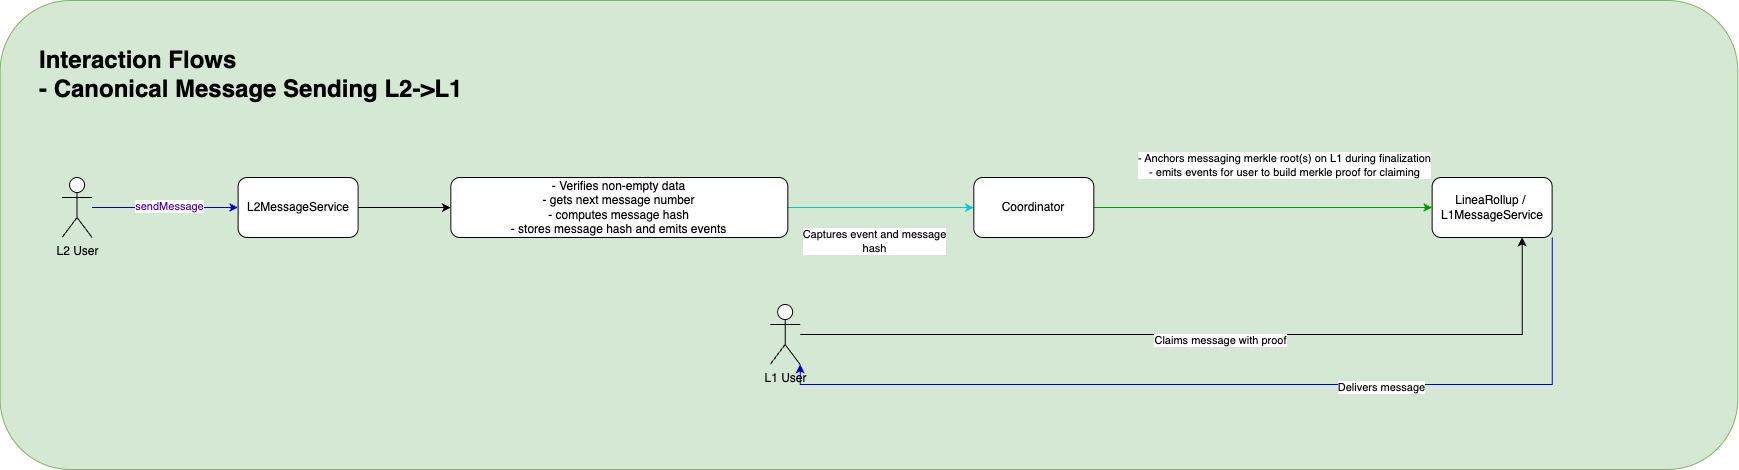 Interaction Flows
- Canonical Message Sending L2->L1
- Anchors messaging merkle root(s) on L1 during finalization
- emits events for user to build merkle proof for claiming
L2 User
sendMessage
L2MessageService
- Verifies non-empty data
- gets next message number
- computes message hash
- stores message hash and emits events
Captures event and message
hash
Coordinator
LineaRollup /
L1MessageService
L1 User
Claims message with proof
Delivers message